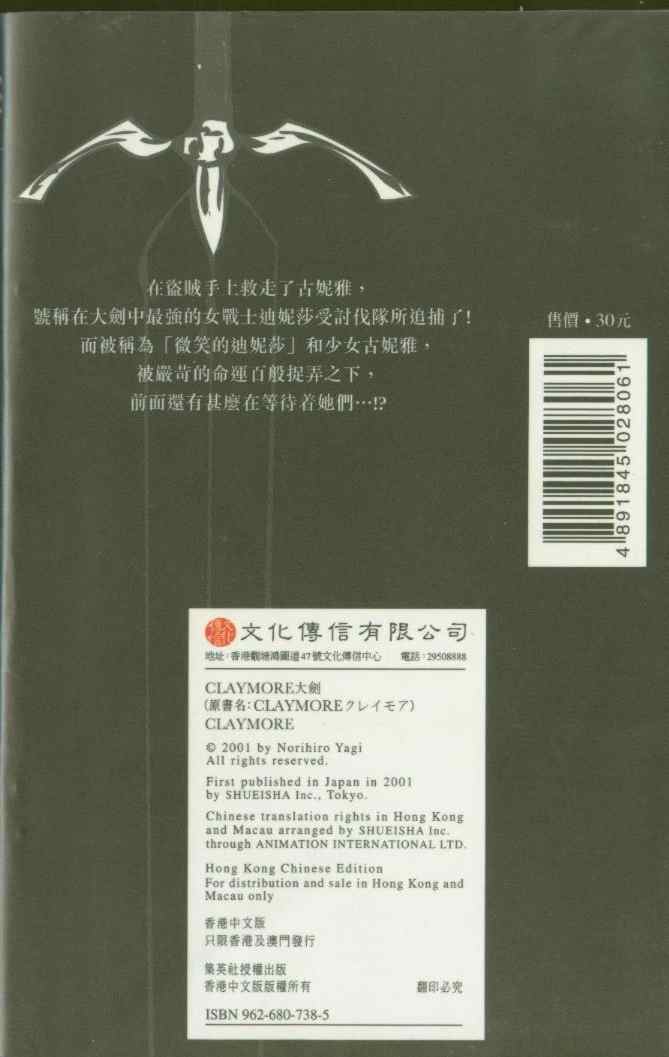 在盜賊手上救走了古妮雅，
號稱在大劍中最強的女戰士迪妮莎受討伐隊所追捕了!
而被稱為「微笑的迪妮莎」和少女古妮雅，
被嚴苛的命運百般捉弄之下，
前面還有甚麼在等待着她們…!?
售價・30元
4 891845 028061
文化傳信有限公司
地址：香港觀塘鴻圖道47號文化傳信中心 電話：29508888
CLAYMORE大劍
(原書名：CLAYMOREクレイモア)
CLAYMORE
© 2001 by Norihiro Yagi
All rights reserved.
First published in Japan in 2001
by SHUEISHA Inc., Tokyo.
Chinese translation rights in Hong Kong
and Macau arranged by SHUEISHA Inc.
through ANIMATION INTERNATIONAL LTD.
Hong Kong Chinese Edition
For distribution and sale in Hong Kong and
Macau only
香港中文版
只限香港及澳門發行
集英社授權出版
香港中文版版權所有 翻印必究
ISBN 962-680-738-5